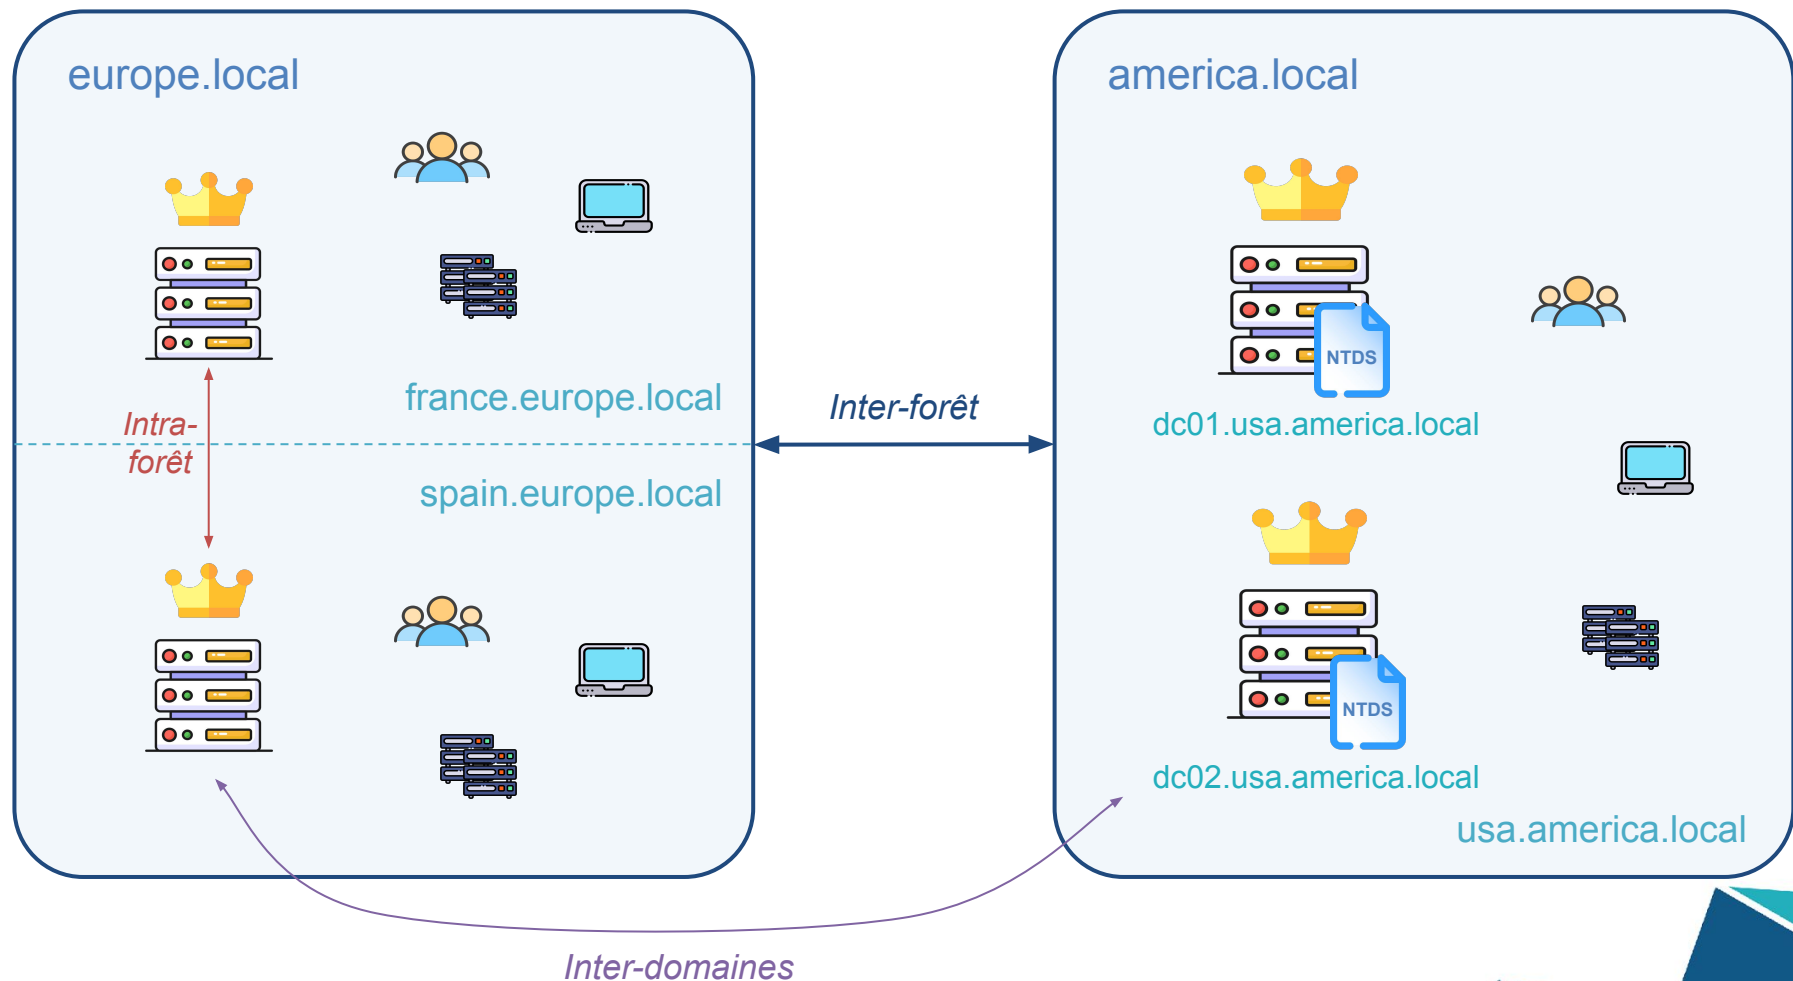 europe.local
america.local
france.europe.local
Intra-
forêt
spain.europe.local
Inter-forêt
NTDS
dc01.usa.america.local
NTDS
dc02.usa.america.local
usa.america.local
Inter-domaines